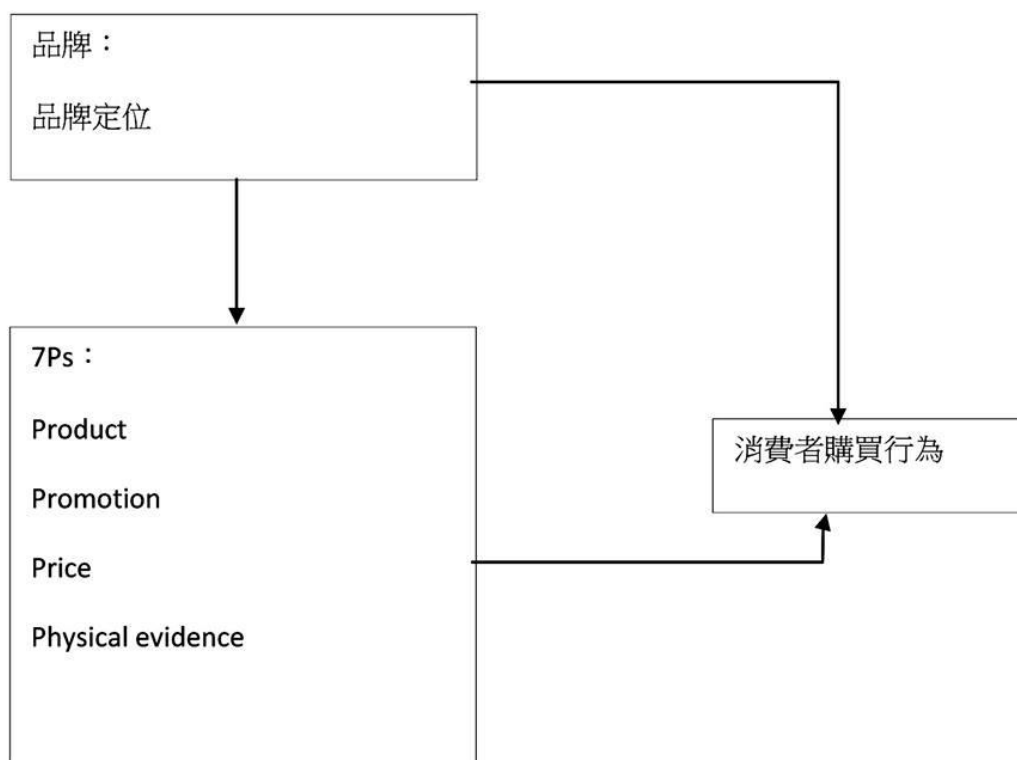 品牌：
品牌定位
7Ps：
Product
Promotion
Price
Physical evidence
消費者購買行為